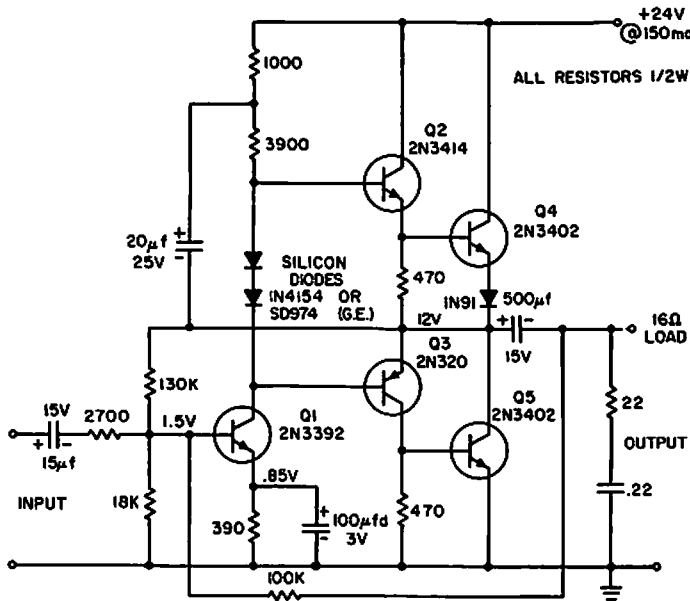 +24V
@150ma
ALL RESISTORS 1/2W
1000
3900
Q2
2N3414
Q4
2N3402
20µf
25V
+
-
SILICON
DIODES
1N4154 OR
SD974 (G.E.)
470
1N91
500µf
+ -
12V
15V
16Ω
LOAD
Q3
2N320
130K
15V
2700
+ -
15µf
1.5V
Q1
2N3392
Q5
2N3402
22
OUTPUT
INPUT
18K
.85V
390
+
100µfd
3V
-
470
.22
100K